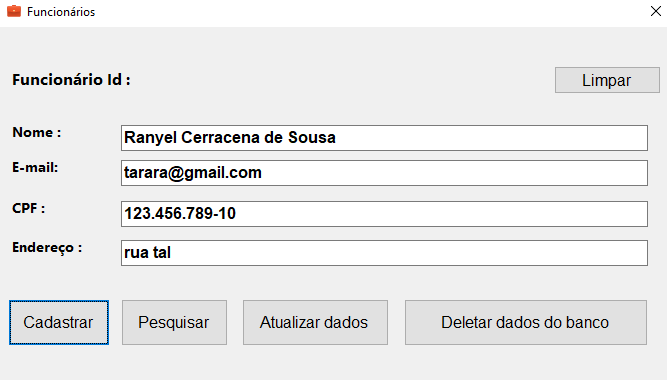 Funcionários
Funcionário Id :
Limpar
Nome : Ranyel Cerracena de Sousa
E-mail: tarara@gmail.com
CPF : 123.456.789-10
Endereço : rua tal
Cadastrar Pesquisar Atualizar dados Deletar dados do banco